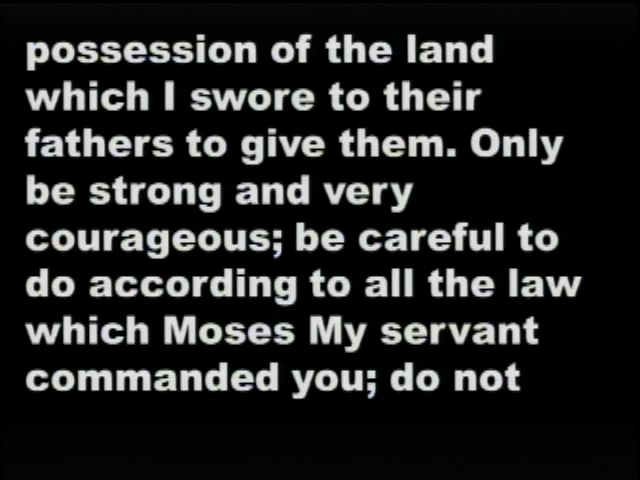 possession of the land
which I swore to their
fathers to give them. Only
be strong and very
courageous; be careful to
do according to all the law
which Moses My servant
commanded you; do not